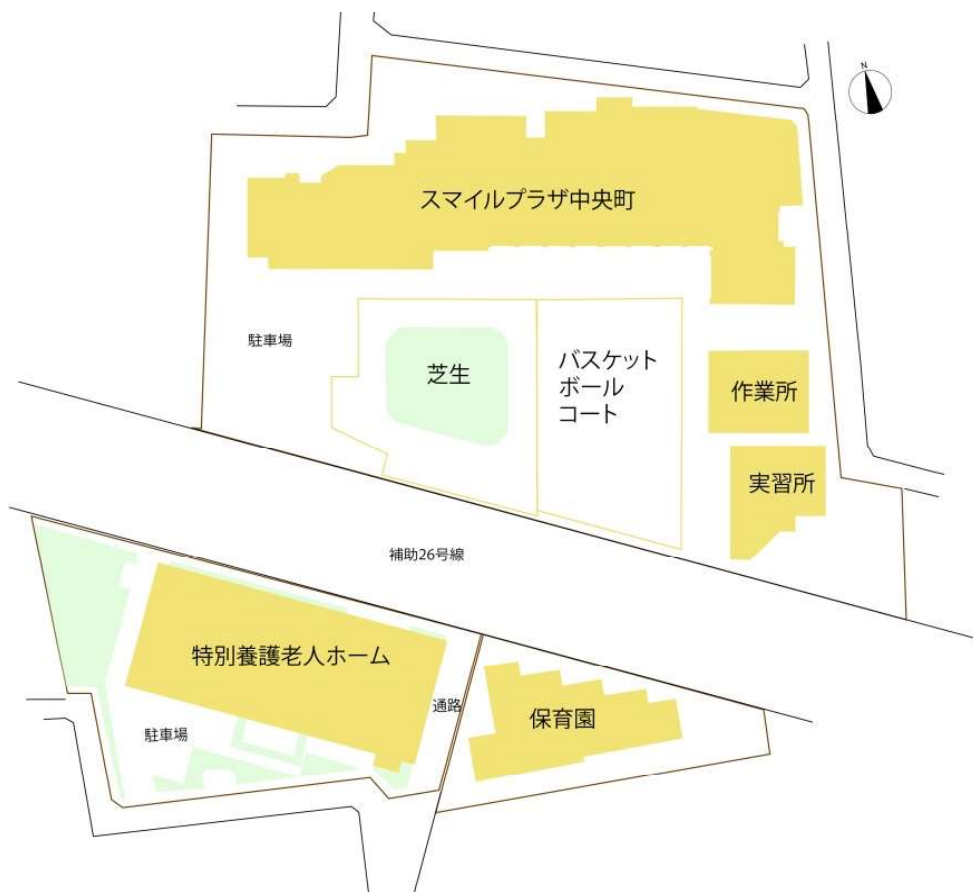 N
スマイルプラザ中央町
駐車場
芝生
バスケット
ボール
コート
作業所
実習所
補助26号線
特別養護老人ホーム
通路
保育園
駐車場